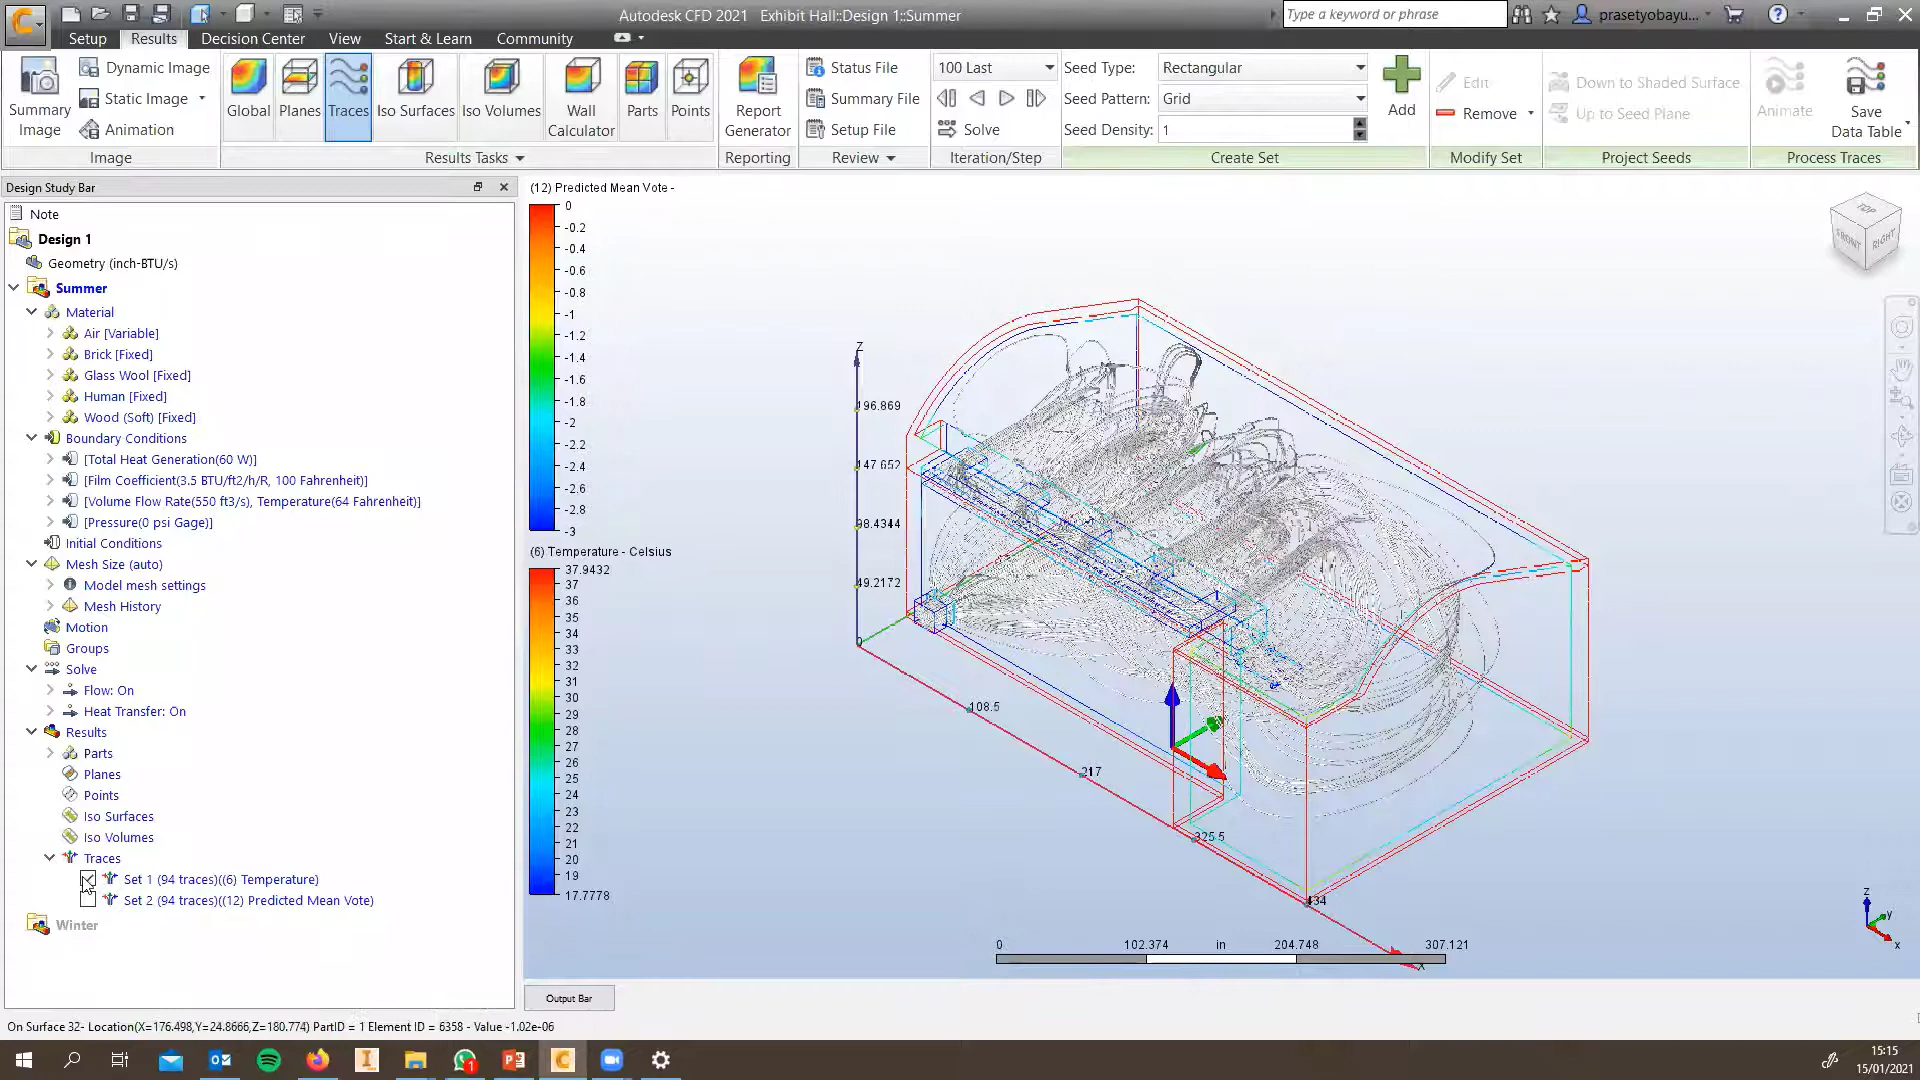 Autodesk CFD 2021   Exhibit Hall::Design 1::Summer
Type a keyword or phrase
prasetyobayu...
Setup Results Decision Center View Start & Learn Community
Summary Image
Dynamic Image
Static Image
Animation
Image
Global
Planes
Traces
Iso Surfaces
Iso Volumes
Wall Calculator
Parts
Points
Results Tasks
Report Generator
Reporting
Status File
Summary File
Setup File
Review
100 Last
Solve
Iteration/Step
Seed Type: Rectangular
Seed Pattern: Grid
Seed Density: 1
Add
Create Set
Edit
Remove
Modify Set
Down to Shaded Surface
Up to Seed Plane
Project Seeds
Animate
Save Data Table
Process Traces
Design Study Bar
Note
Design 1
Geometry (inch-BTU/s)
Summer
Material
Air [Variable]
Brick [Fixed]
Glass Wool [Fixed]
Human [Fixed]
Wood (Soft) [Fixed]
Boundary Conditions
[Total Heat Generation(60 W)]
[Film Coefficient(3.5 BTU/ft2/h/R, 100 Fahrenheit)]
[Volume Flow Rate(550 ft3/s), Temperature(64 Fahrenheit)]
[Pressure(0 psi Gage)]
Initial Conditions
Mesh Size (auto)
Model mesh settings
Mesh History
Motion
Groups
Solve
Flow: On
Heat Transfer: On
Results
Parts
Planes
Points
Iso Surfaces
Iso Volumes
Traces
Set 1 (94 traces)((6) Temperature)
Set 2 (94 traces)((12) Predicted Mean Vote)
Winter
(12) Predicted Mean Vote -
0
-0.2
-0.4
-0.6
-0.8
-1
-1.2
-1.4
-1.6
-1.8
-2
-2.2
-2.4
-2.6
-2.8
-3
(6) Temperature - Celsius
37.9432
37
36
35
34
33
32
31
30
29
28
27
26
25
24
23
22
21
20
19
17.7778
Z
196.869
147.652
98.4344
49.2172
0
108.5
217
325.5
434
X
TOP
FRONT
RIGHT
z
y
x
0 102.374 in 204.748 307.121
Output Bar
On Surface 32- Location(X=176.498,Y=24.8666,Z=180.774) PartID = 1 Element ID = 6358 - Value -1.02e-06
15:15
15/01/2021